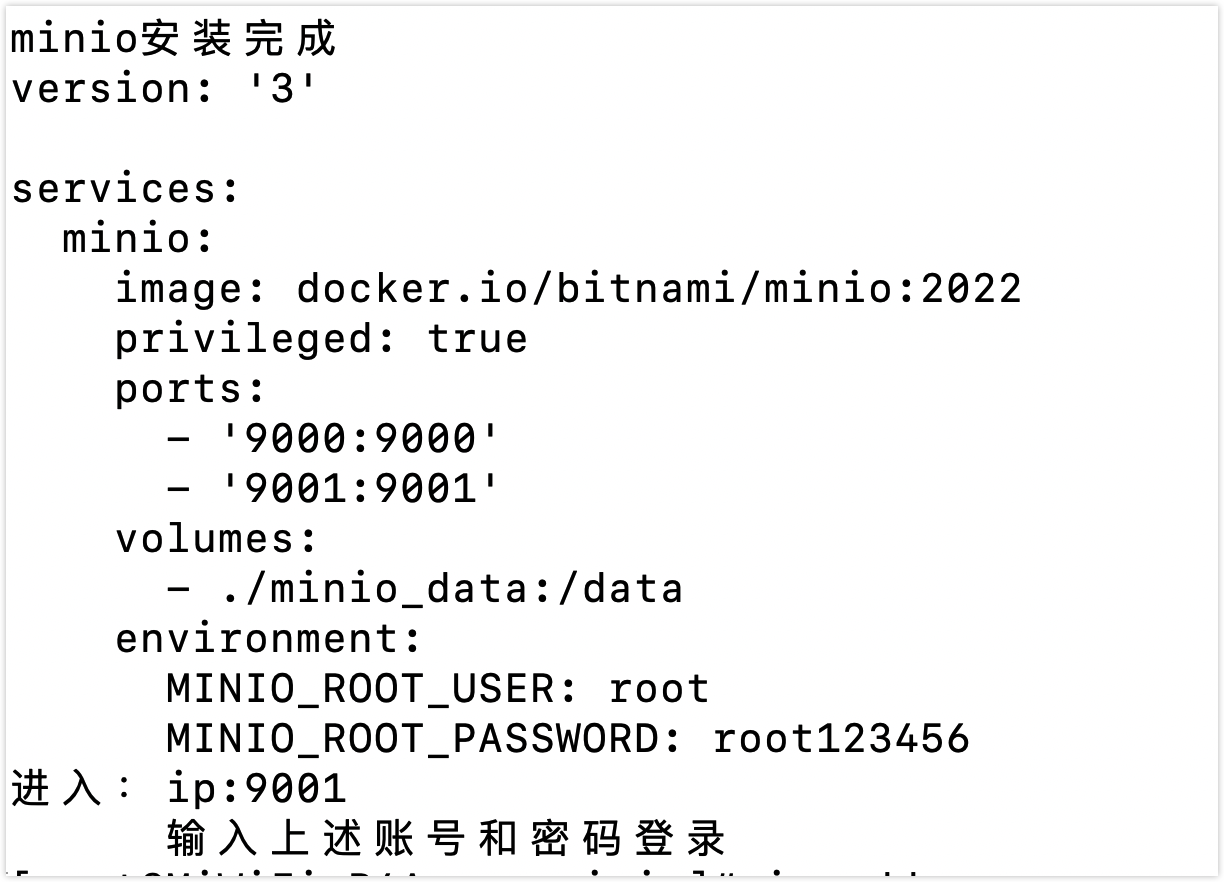 minio安装完成
version: '3'
services:
  minio:
    image: docker.io/bitnami/minio:2022
    privileged: true
    ports:
      - '9000:9000'
      - '9001:9001'
    volumes:
      - ./minio_data:/data
    environment:
      MINIO_ROOT_USER: root
      MINIO_ROOT_PASSWORD: root123456
进入: ip:9001
      输入上述账号和密码登录